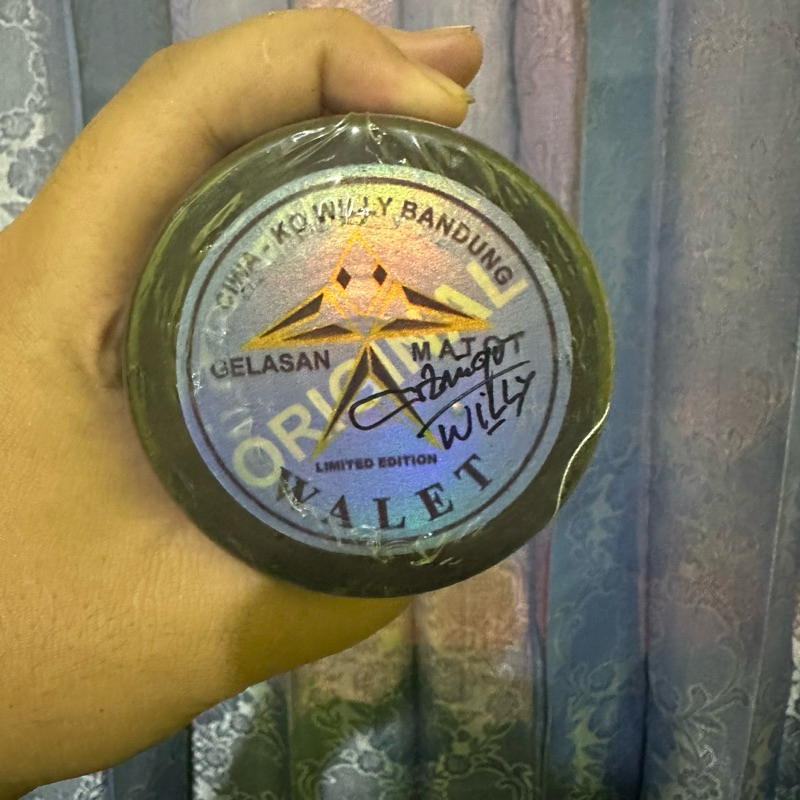 CIWA - KO WILLY BANDUNG
GELASAN MATOT
ORIGINAL
WILLY
LIMITED EDITION
WALET